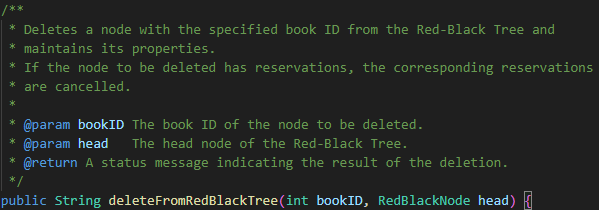 /**
 * Deletes a node with the specified book ID from the Red-Black Tree and
 * maintains its properties.
 * If the node to be deleted has reservations, the corresponding reservations
 * are cancelled.
 *
 * @param bookID The book ID of the node to be deleted.
 * @param head   The head node of the Red-Black Tree.
 * @return A status message indicating the result of the deletion.
 */
public String deleteFromRedBlackTree(int bookID, RedBlackNode head) {